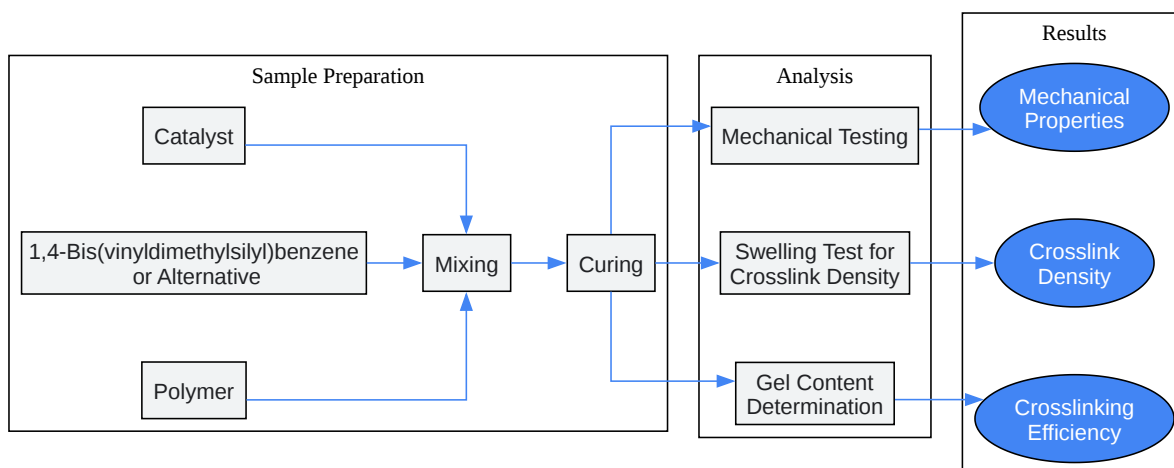 Sample Preparation
Catalyst
1,4-Bis(vinyldimethylsilyl)benzene
or Alternative
Polymer
Mixing
Curing
Analysis
Mechanical Testing
Swelling Test for
Crosslink Density
Gel Content
Determination
Results
Mechanical
Properties
Crosslink
Density
Crosslinking
Efficiency